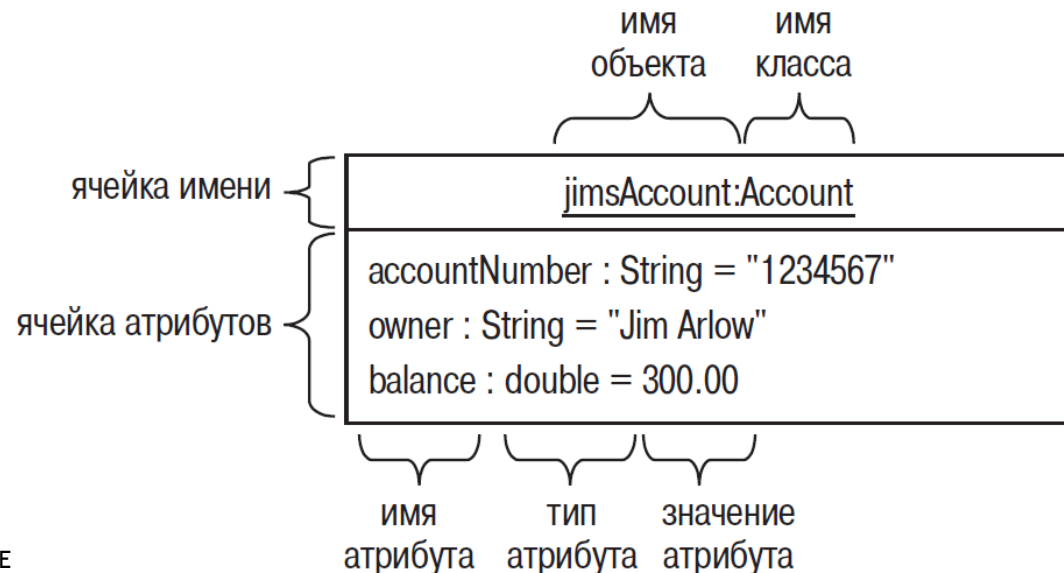 имя
объекта
имя
класса
ячейка имени
jimsAccount:Account
ячейка атрибутов
accountNumber : String = "1234567"
owner : String = "Jim Arlow"
balance : double = 300.00
имя
атрибута
тип
атрибута
значение
атрибута
E